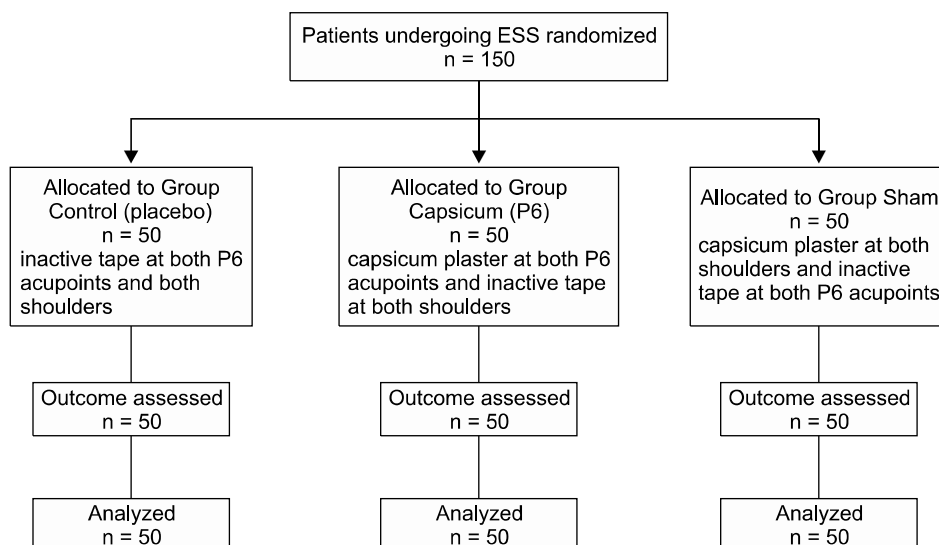 Patients undergoing ESS randomized
n = 150
Allocated to Group
Control (placebo)
n = 50
inactive tape at both P6
acupoints and both
shoulders
Allocated to Group
Capsicum (P6)
n = 50
capsicum plaster at both P6
acupoints and inactive tape
at both shoulders
Allocated to Group Sham
n = 50
capsicum plaster at both
shoulders and inactive
tape at both P6 acupoints
Outcome assessed
n = 50
Outcome assessed
n = 50
Outcome assessed
n = 50
Analyzed
n = 50
Analyzed
n = 50
Analyzed
n = 50